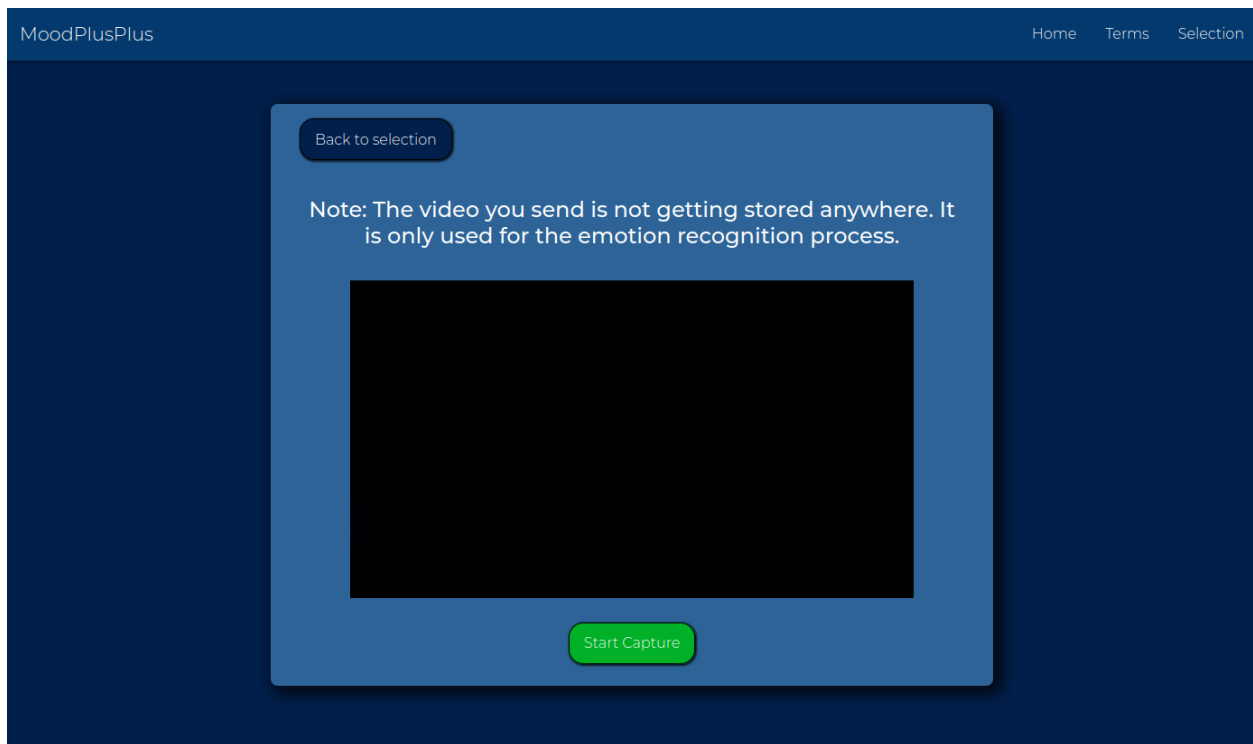 MoodPlusPlus
Home Terms Selection
Back to selection
Note: The video you send is not getting stored anywhere. It
is only used for the emotion recognition process.
Start Capture